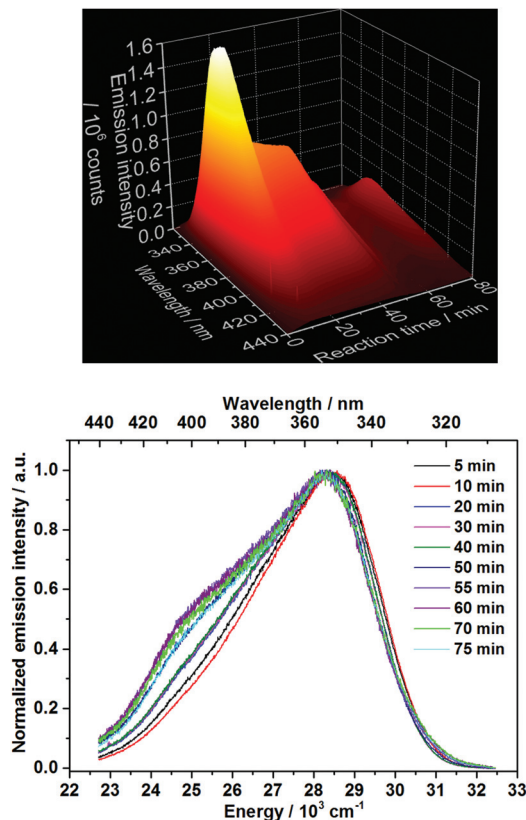 1.6
1.4
1.2
1.0
0.8
0.6
0.4
0.2
0.0
Emission intensity
/ 10⁶ counts
340
360
380
400
420
440
Wavelength / nm
0
20
40
60
80
Reaction time / min
Wavelength / nm
440 420 400 380 360 340 320
Normalized emission intensity / a.u.
1.0
0.8
0.6
0.4
0.2
0.0
5 min
10 min
20 min
30 min
40 min
50 min
55 min
60 min
70 min
75 min
22 23 24 25 26 27 28 29 30 31 32 33
Energy / 10³ cm⁻¹